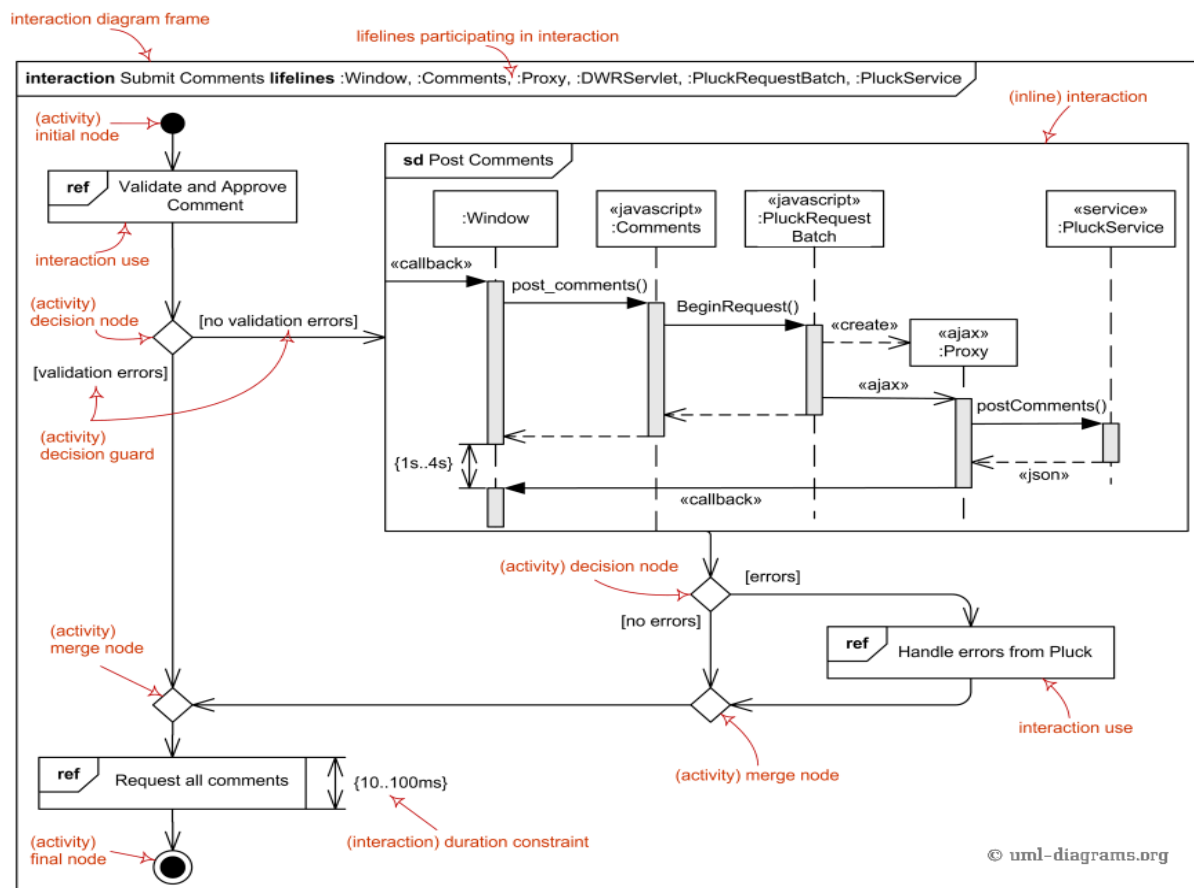 interaction diagram frame
lifelines participating in interaction
interaction Submit Comments lifelines :Window, :Comments, :Proxy, :DWRServlet, :PluckRequestBatch, :PluckService
(activity)
initial node
(inline) interaction
ref
Validate and Approve
Comment
interaction use
sd Post Comments
:Window
«javascript»
:Comments
«javascript»
:PluckRequest
Batch
«service»
:PluckService
«callback»
post_comments()
BeginRequest()
«create»
«ajax»
:Proxy
(activity)
decision node
[no validation errors]
[validation errors]
(activity)
decision guard
«ajax»
postComments()
{1s..4s}
«json»
«callback»
(activity) decision node
[errors]
[no errors]
ref
Handle errors from Pluck
interaction use
(activity)
merge node
(activity) merge node
ref
Request all comments
{10..100ms}
(interaction) duration constraint
(activity)
final node
© uml-diagrams.org